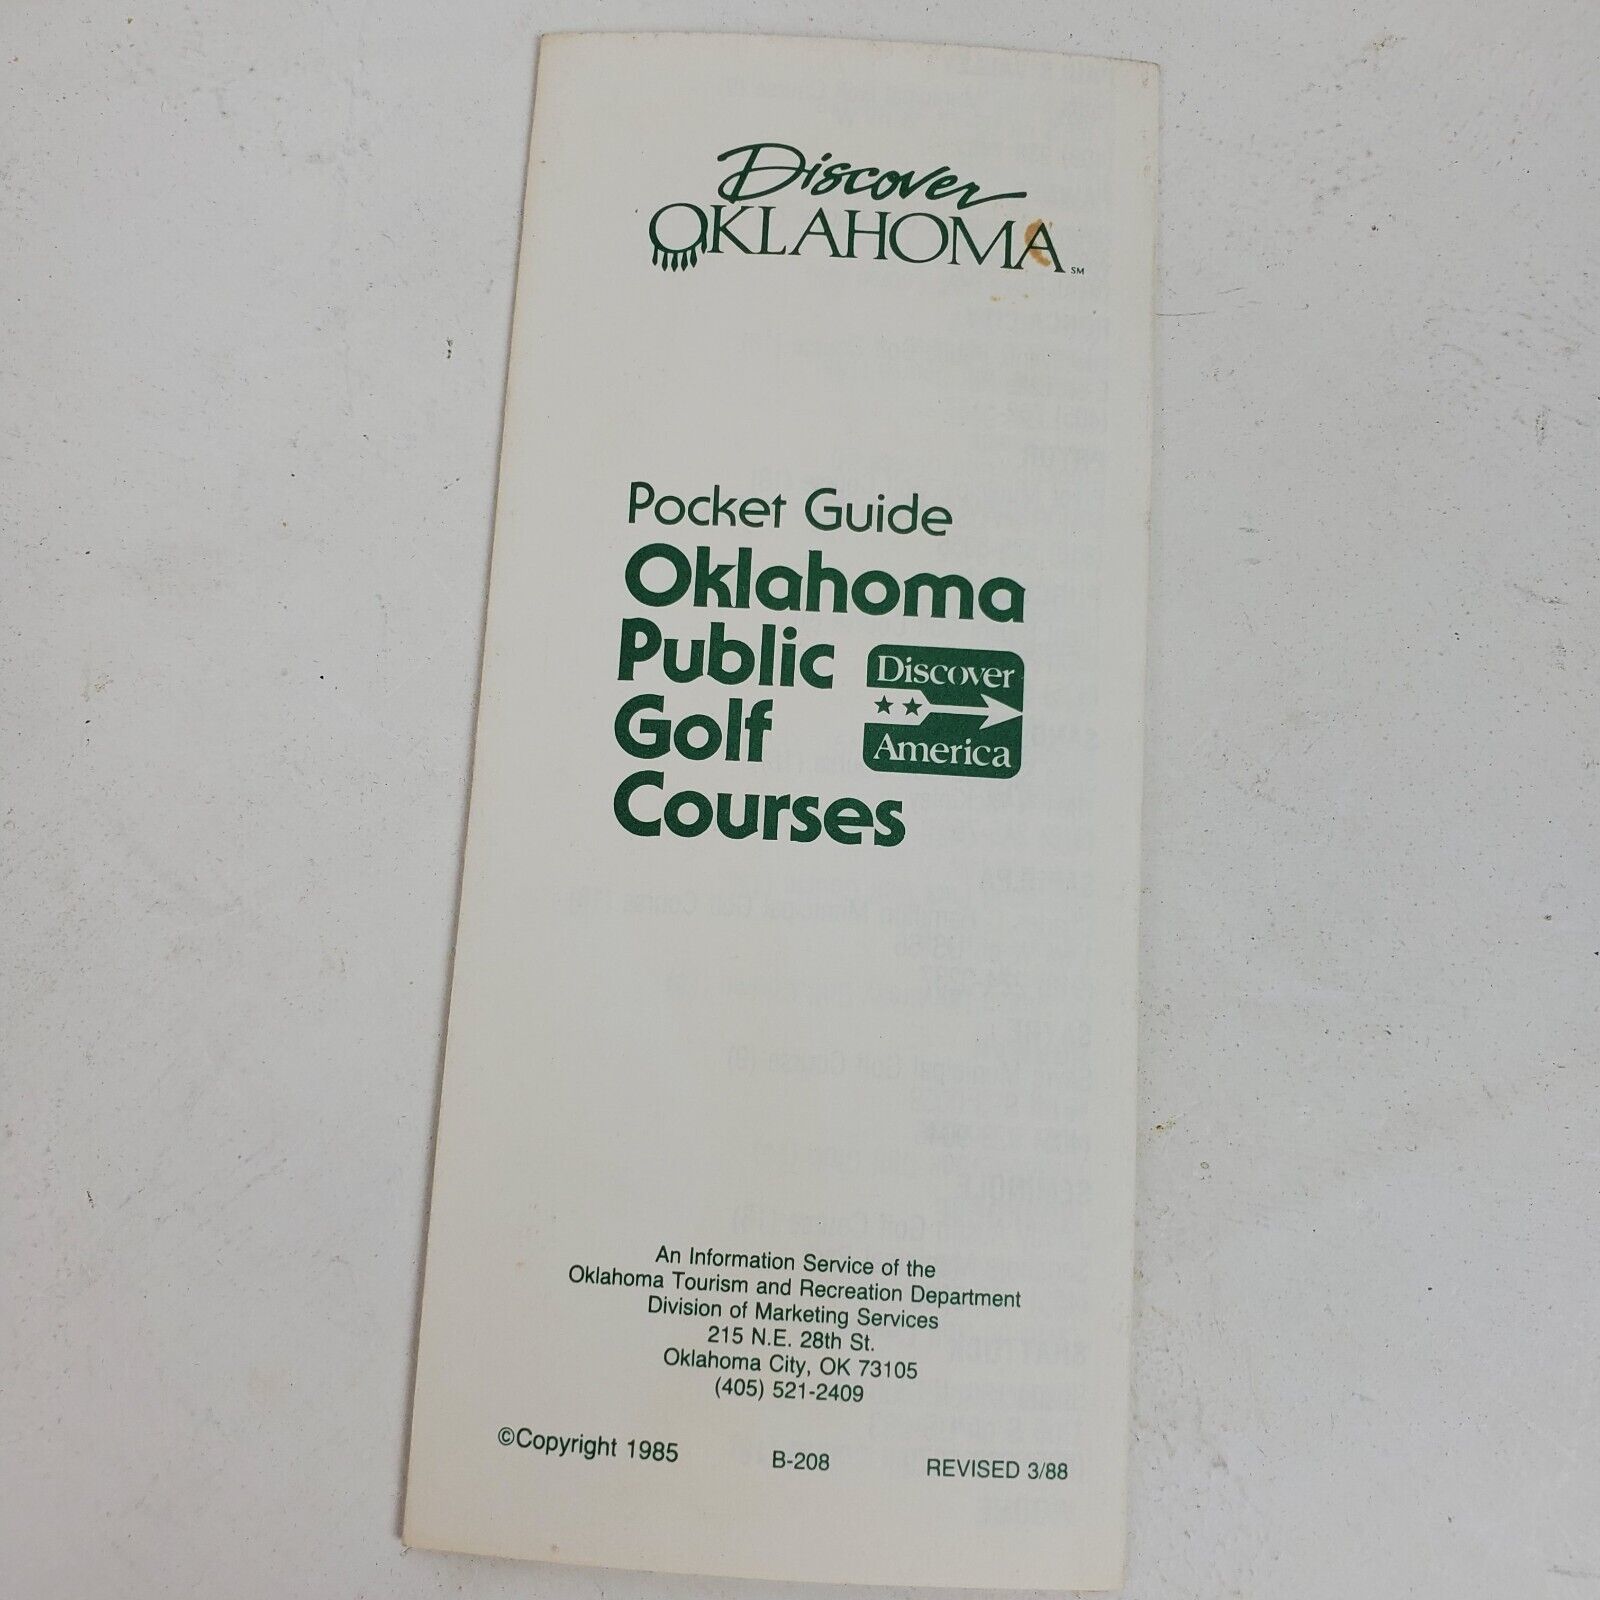 Discover
OKLAHOMA SM
Pocket Guide
Oklahoma
Public
Golf
Courses
Discover
America
An Information Service of the
Oklahoma Tourism and Recreation Department
Division of Marketing Services
215 N.E. 28th St.
Oklahoma City, OK 73105
(405) 521-2409
©Copyright 1985
B-208
REVISED 3/88